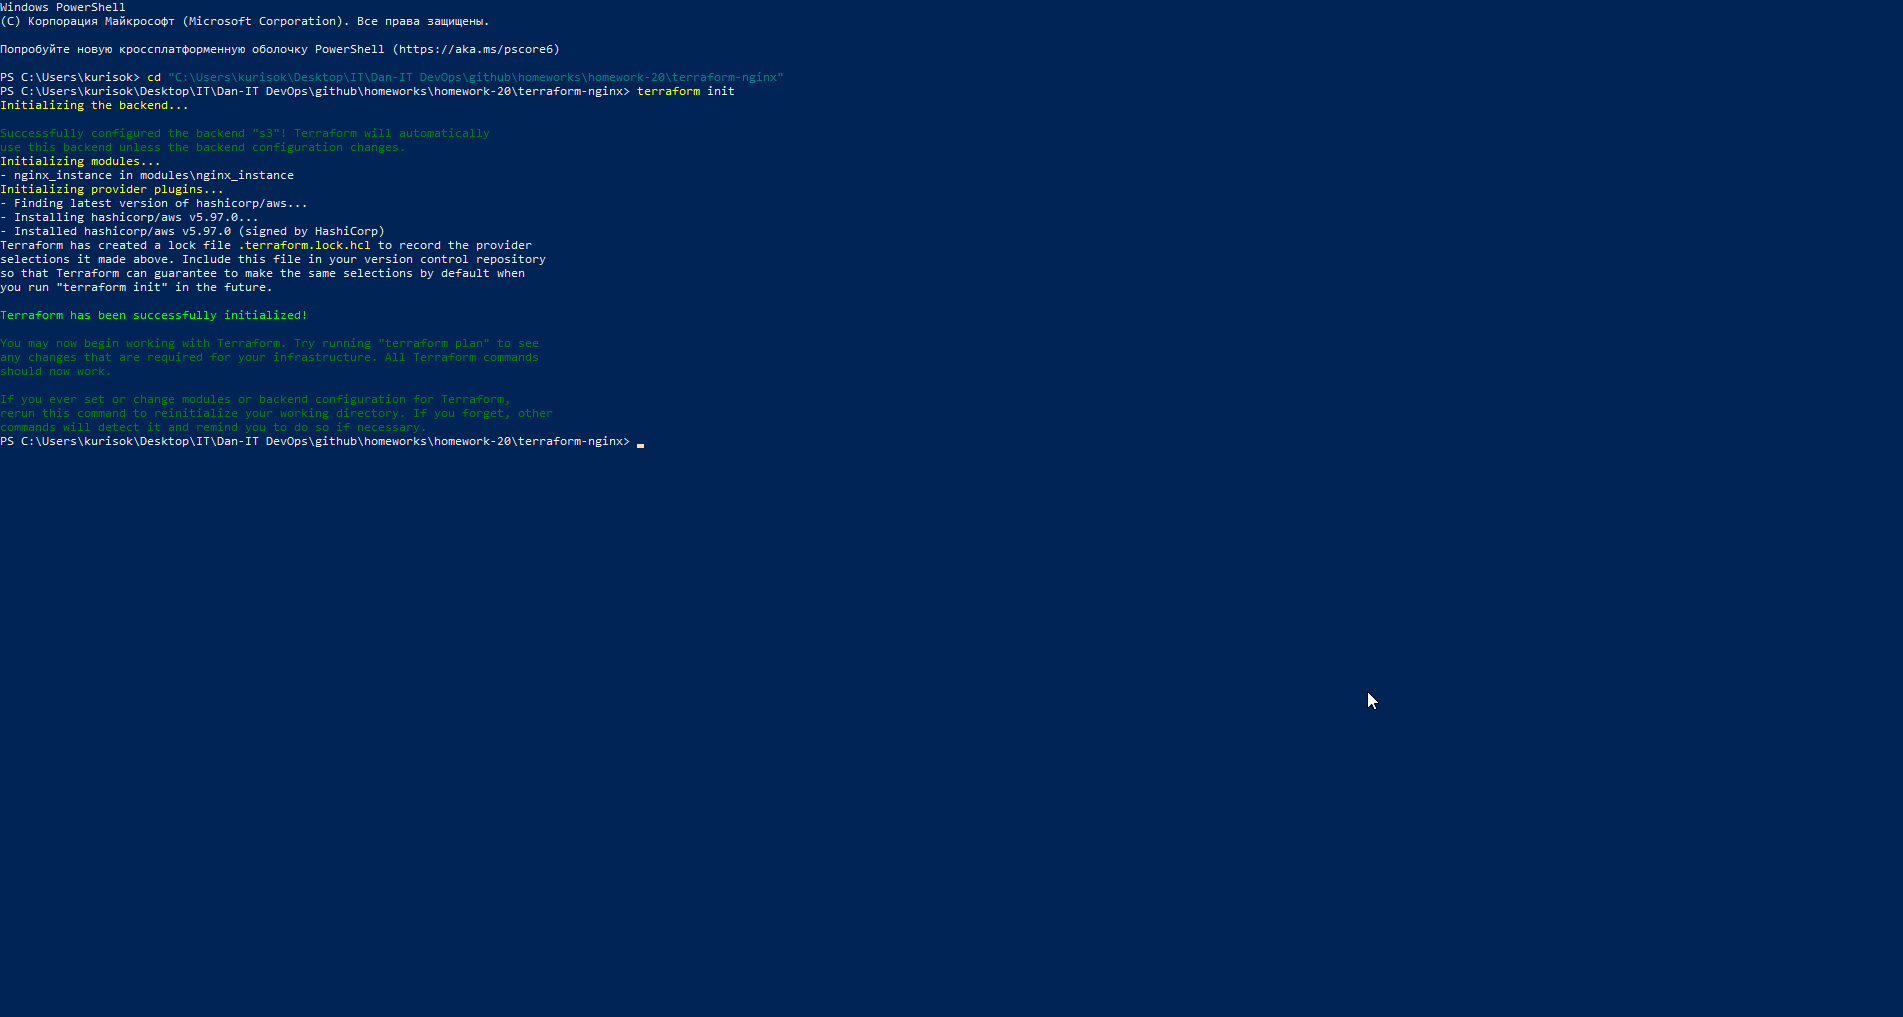 Windows PowerShell
(C) Корпорация Майкрософт (Microsoft Corporation). Все права защищены.
Попробуйте новую кроссплатформенную оболочку PowerShell (https://aka.ms/pscore6)
PS C:\Users\kurisok> cd "C:\Users\kurisok\Desktop\IT\Dan-IT DevOps\github\homeworks\homework-20\terraform-nginx"
PS C:\Users\kurisok\Desktop\IT\Dan-IT DevOps\github\homeworks\homework-20\terraform-nginx> terraform init
Initializing the backend...
Successfully configured the backend "s3"! Terraform will automatically
use this backend unless the backend configuration changes.
Initializing modules...
- nginx_instance in modules\nginx_instance
Initializing provider plugins...
- Finding latest version of hashicorp/aws...
- Installing hashicorp/aws v5.97.0...
- Installed hashicorp/aws v5.97.0 (signed by HashiCorp)
Terraform has created a lock file .terraform.lock.hcl to record the provider
selections it made above. Include this file in your version control repository
so that Terraform can guarantee to make the same selections by default when
you run "terraform init" in the future.
Terraform has been successfully initialized!
You may now begin working with Terraform. Try running "terraform plan" to see
any changes that are required for your infrastructure. All Terraform commands
should now work.
If you ever set or change modules or backend configuration for Terraform,
rerun this command to reinitialize your working directory. If you forget, other
commands will detect it and remind you to do so if necessary.
PS C:\Users\kurisok\Desktop\IT\Dan-IT DevOps\github\homeworks\homework-20\terraform-nginx>